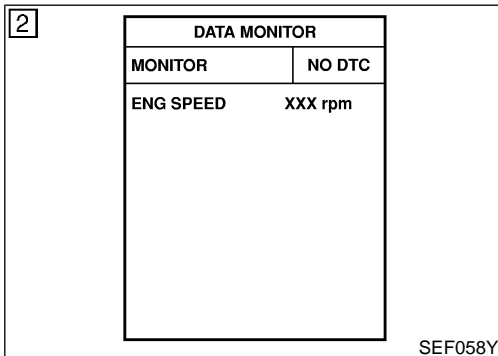 2
DATA MONITOR
MONITOR NO DTC
ENG SPEED XXX rpm
SEF058Y